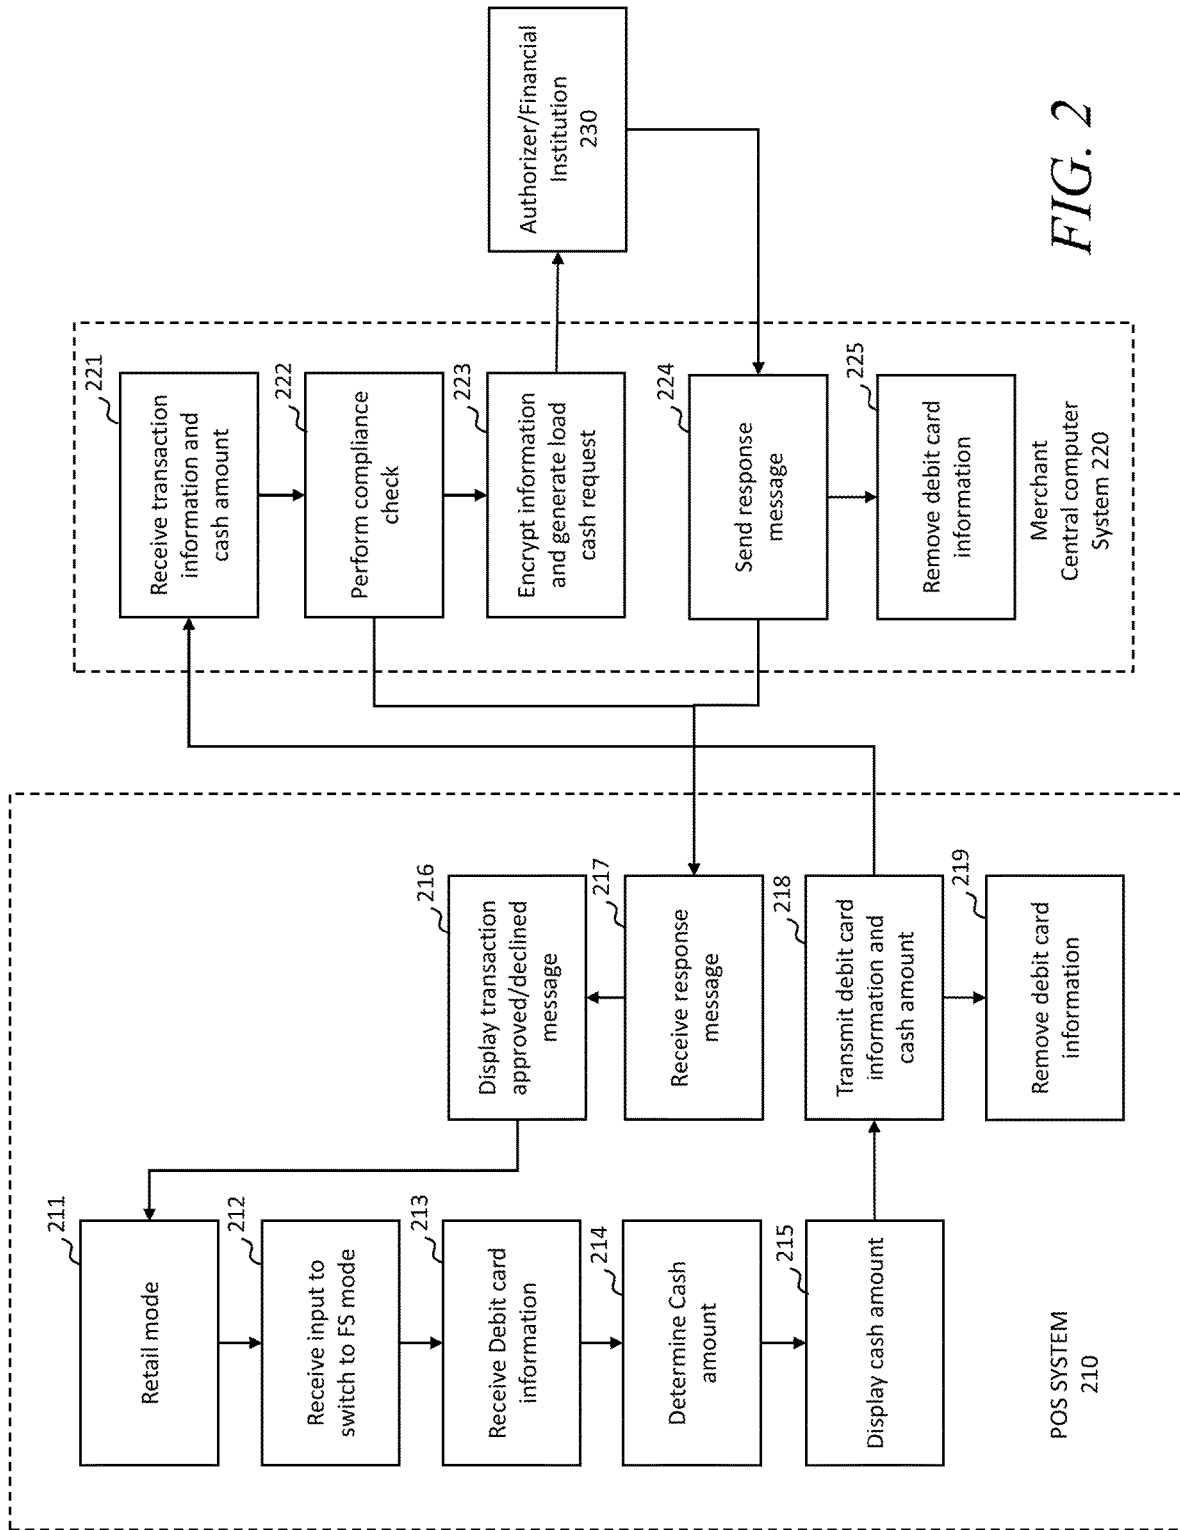 211
Retail mode
212
Receive input to
switch to FS mode
213
Receive Debit card
information
214
Determine Cash
amount
215
Display cash amount
POS SYSTEM
210
216
Display transaction
approved/declined
message
217
Receive response
message
218
Transmit debit card
information and
cash amount
219
Remove debit card
information
221
Receive transaction
information and
cash amount
222
Perform compliance
check
223
Encrypt information
and generate load
cash request
224
Send response
message
225
Remove debit card
information
Merchant
Central computer
System 220
Authorizer/Financial
Institution
230
FIG. 2